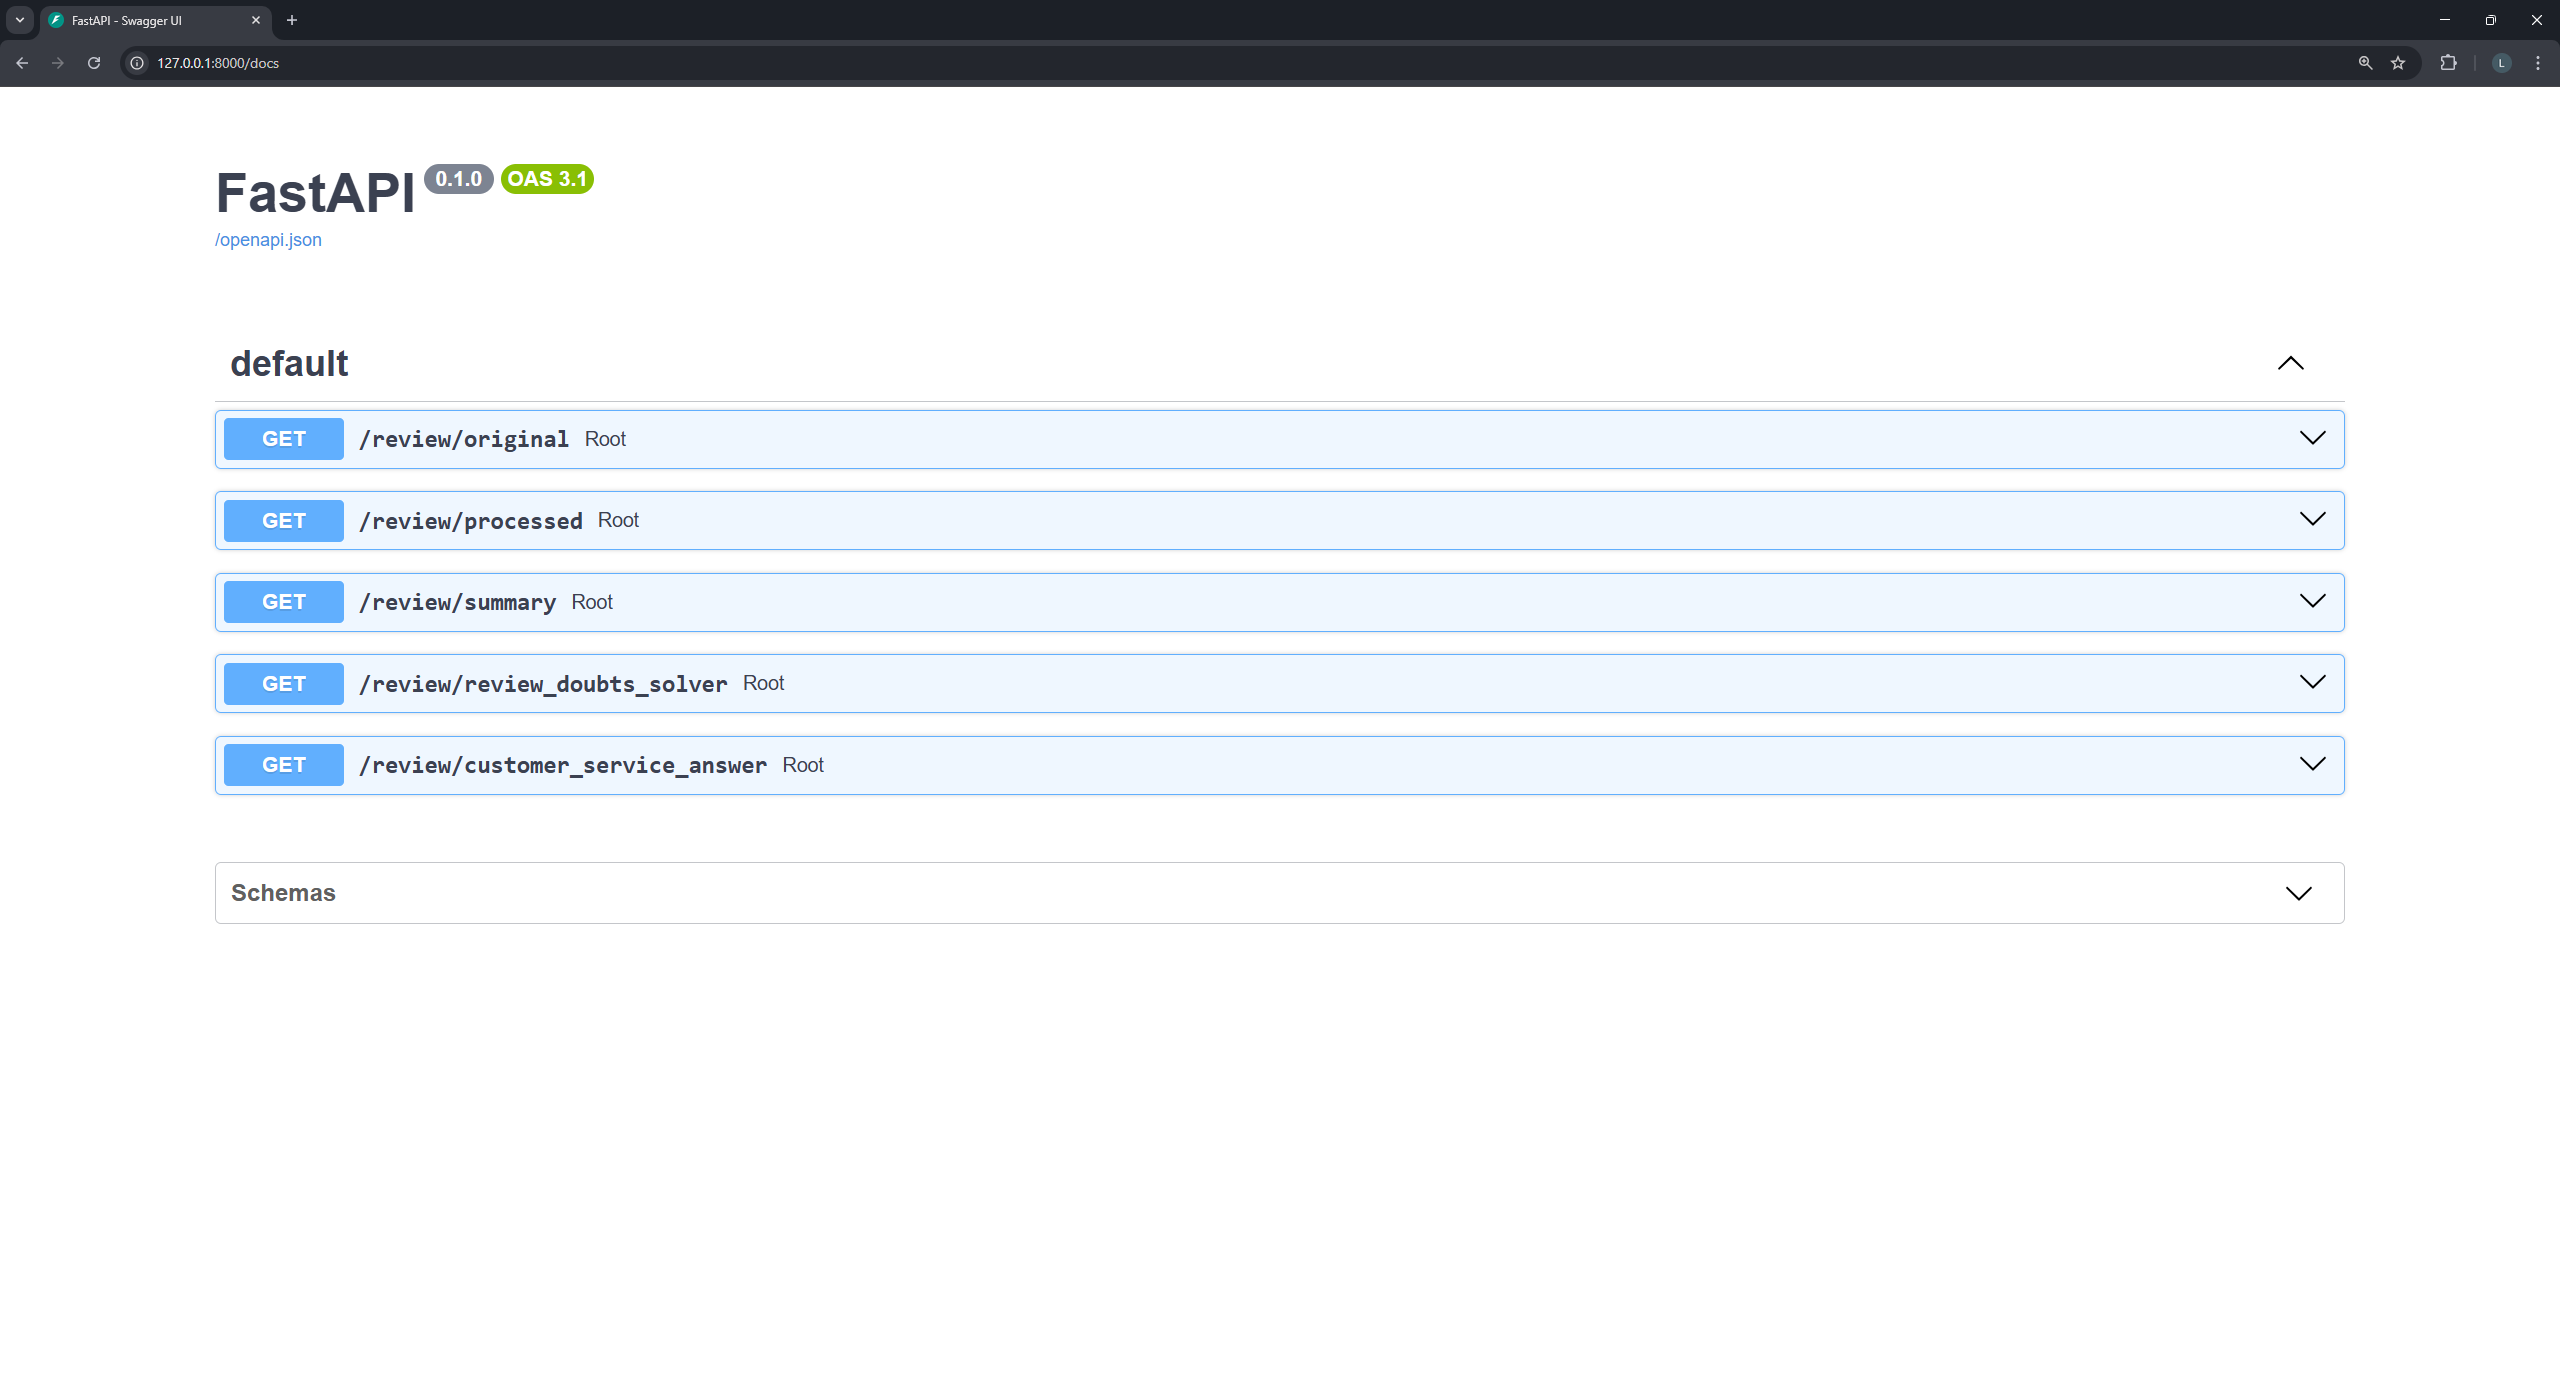 FastAPI - Swagger UI
127.0.0.1:8000/docs
L
FastAPI 0.1.0 OAS 3.1
/openapi.json
default
GET /review/original Root
GET /review/processed Root
GET /review/summary Root
GET /review/review_doubts_solver Root
GET /review/customer_service_answer Root
Schemas